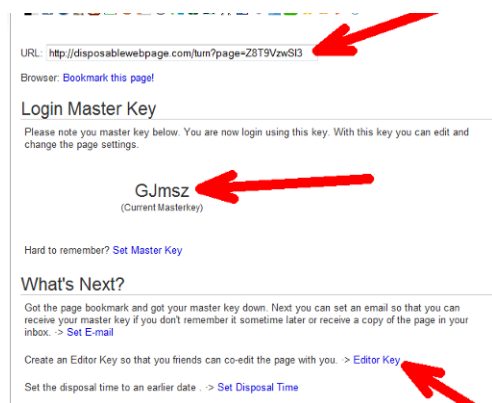 URL: http://disposablewebpage.com/turn?page=Z8T9VzwSI3
Browser: Bookmark this page!
Login Master Key
Please note you master key below. You are now login using this key. With this key you can edit and
change the page settings.
GJmsz
(Current Masterkey)
Hard to remember? Set Master Key
What's Next?
Got the page bookmark and got your master key down. Next you can set an email so that you can
receive your master key if you don't remember it sometime later or receive a copy of the page in your
inbox. -> Set E-mail
Create an Editor Key so that you friends can co-edit the page with you. -> Editor Key
Set the disposal time to an earlier date . -> Set Disposal Time